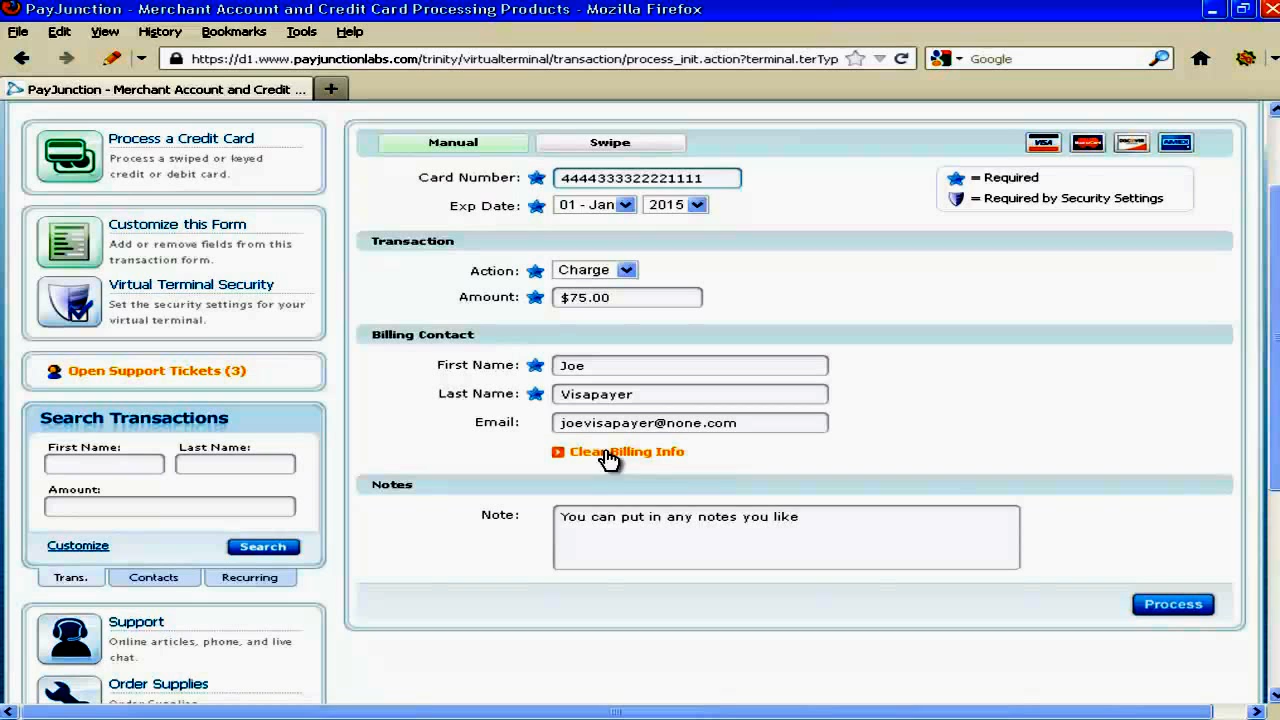 PayJunction - Merchant Account and Credit Card Processing Products - Mozilla Firefox
File Edit View History Bookmarks Tools Help
https://d1.www.payjunctionlabs.com/trinity/virtualterminal/transaction/process_init.action?terminal.terTyp
Google
PayJunction - Merchant Account and Credit ...
Process a Credit Card
Process a swiped or keyed
credit or debit card.
Customize this Form
Add or remove fields from this
transaction form.
Virtual Terminal Security
Set the security settings for your
virtual terminal.
Open Support Tickets (3)
Search Transactions
First Name: Last Name:
Amount:
Customize Search
Trans. Contacts Recurring
Support
Online articles, phone, and live
chat.
Order Supplies
Manual Swipe
VISA
Card Number: 4444333322221111
Exp Date: 01 - Jan 2015
= Required
= Required by Security Settings
Transaction
Action: Charge
Amount: $75.00
Billing Contact
First Name: Joe
Last Name: Visapayer
Email: joevisapayer@none.com
Clear Billing Info
Notes
Note: You can put in any notes you like
Process